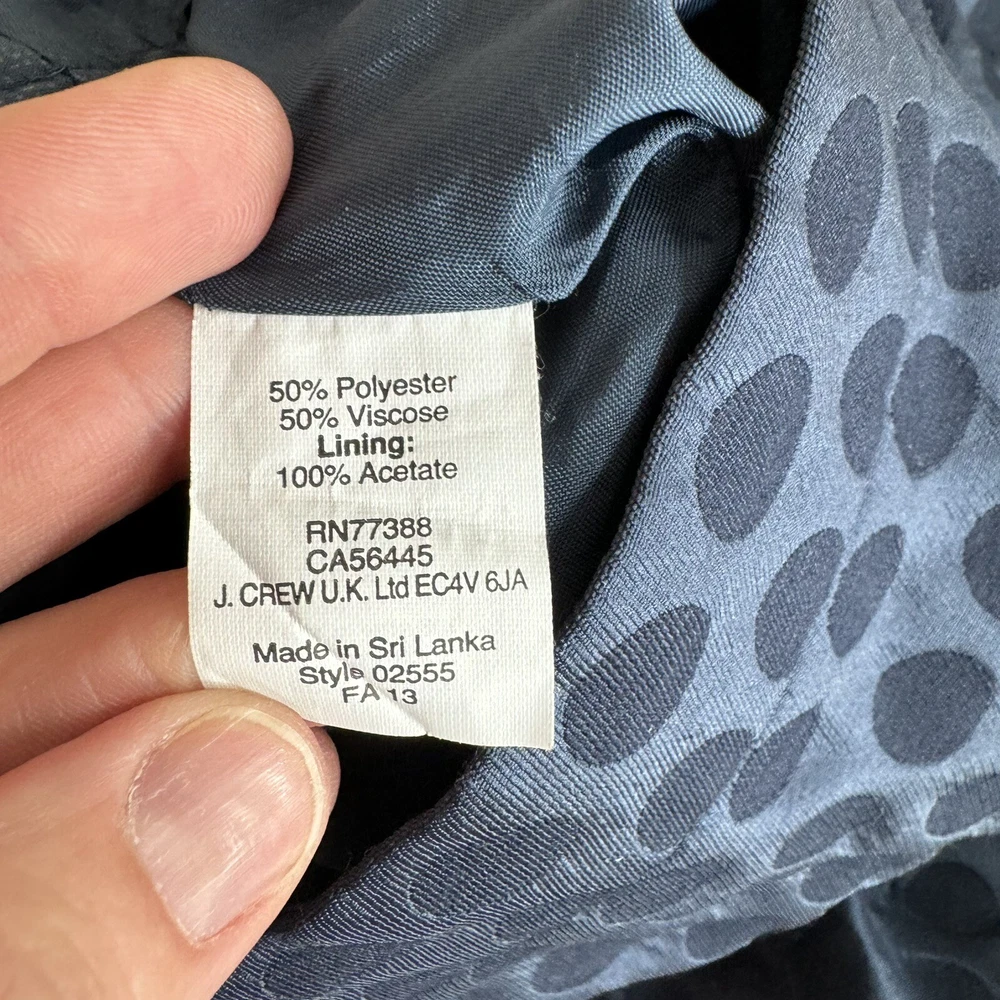 50% Polyester
50% Viscose
Lining:
100% Acetate
RN77388
CA56445
J. CREW U.K. Ltd EC4V 6JA
Made in Sri Lanka
Style 02555
FA 13